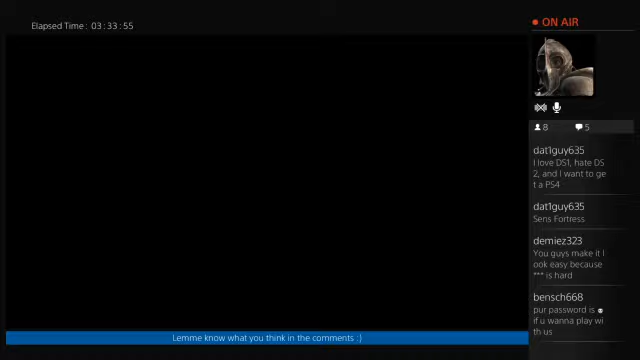 Elapsed Time : 03 : 33 : 55
ON AIR
8 5
dat1guy635
I love DS1, hate DS
2, and I want to ge
t a PS4
dat1guy635
Sens Fortress
demiez323
You guys make it l
ook easy because
*** is hard
bensch668
pur password is
if u wanna play wi
th us
Lemme know what you think in the comments :)